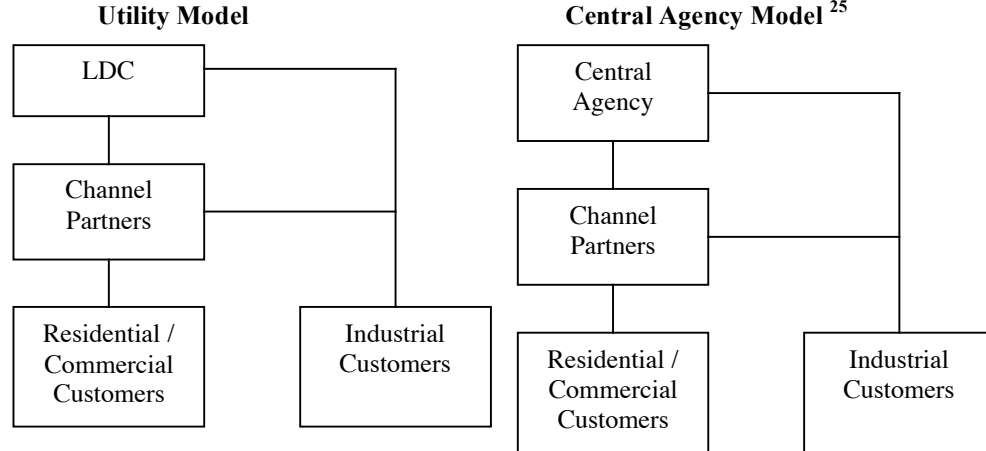 Utility Model
LDC
Channel
Partners
Residential /
Commercial
Customers
Industrial
Customers
Central Agency Model 25
Central
Agency
Channel
Partners
Residential /
Commercial
Customers
Industrial
Customers